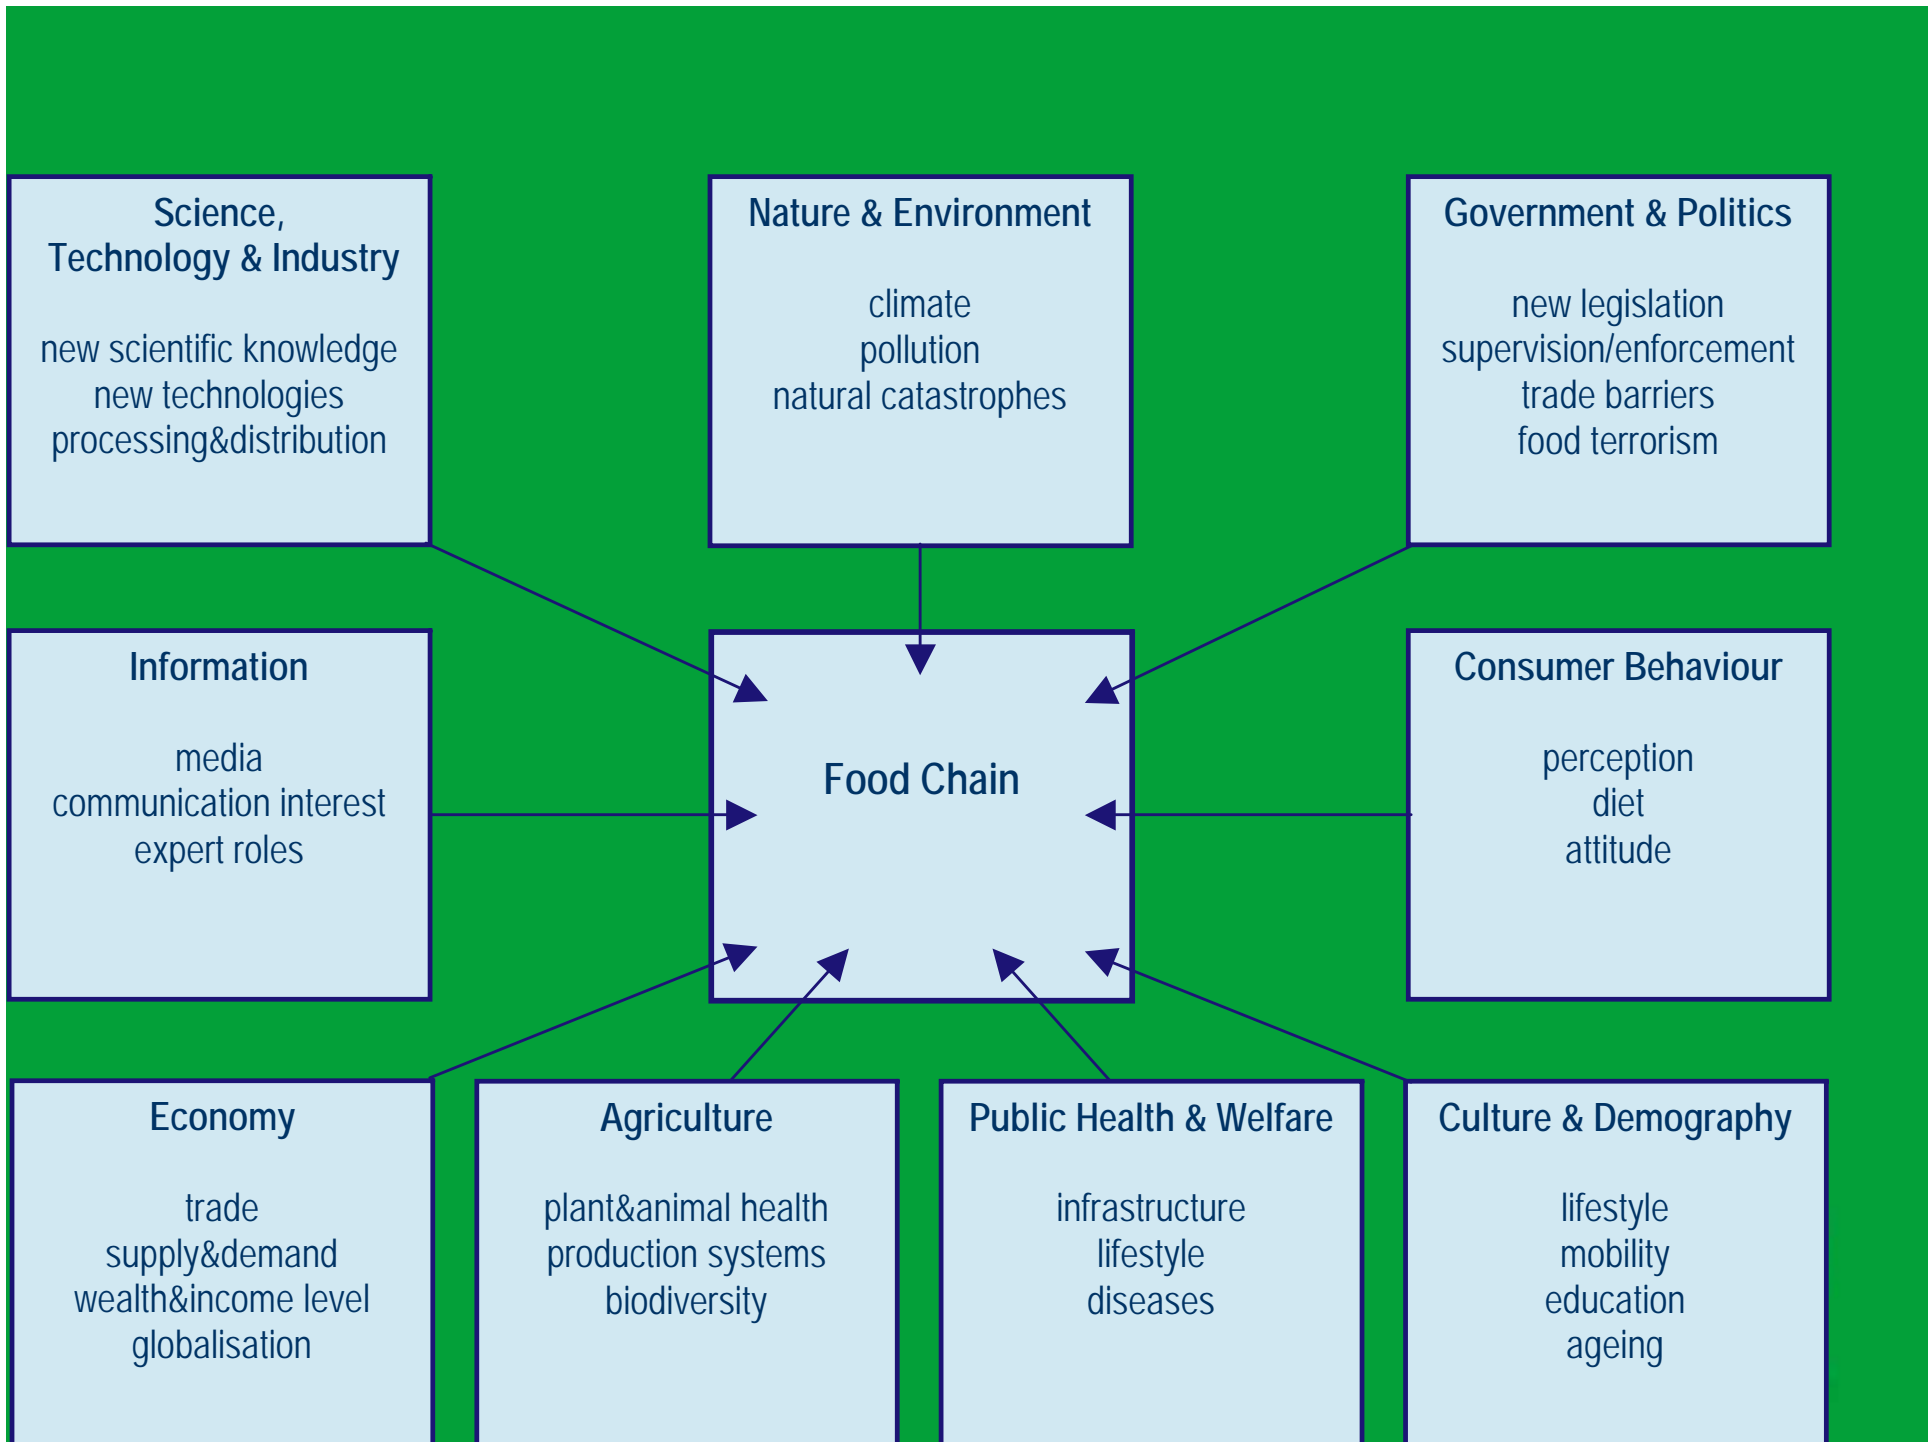 Science,
Technology & Industry
new scientific knowledge
new technologies
processing&distribution
Nature & Environment
climate
pollution
natural catastrophes
Government & Politics
new legislation
supervision/enforcement
trade barriers
food terrorism
Information
media
communication interest
expert roles
Food Chain
Consumer Behaviour
perception
diet
attitude
Economy
trade
supply&demand
wealth&income level
globalisation
Agriculture
plant&animal health
production systems
biodiversity
Public Health & Welfare
infrastructure
lifestyle
diseases
Culture & Demography
lifestyle
mobility
education
ageing